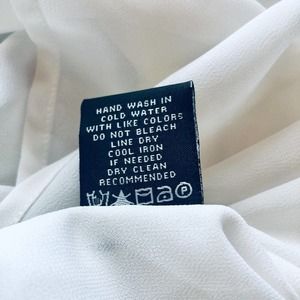 HAND WASH IN
COLD WATER
WITH LIKE COLORS
DO NOT BLEACH
LINE DRY
COOL IRON
IF NEEDED
DRY CLEAN
RECOMMENDED
P